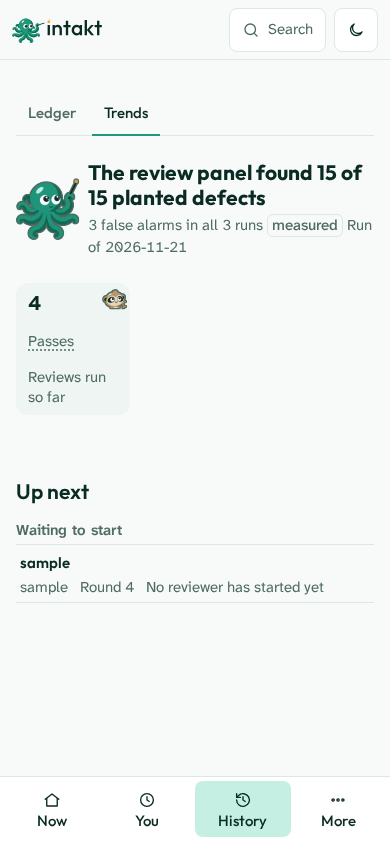 intakt
Search
Ledger
Trends
The review panel found 15 of
15 planted defects
3 false alarms in all 3 runs measured Run
of 2026-11-21
4
Passes
Reviews run
so far
Up next
Waiting to start
sample
sample Round 4 No reviewer has started yet
Now
You
History
More